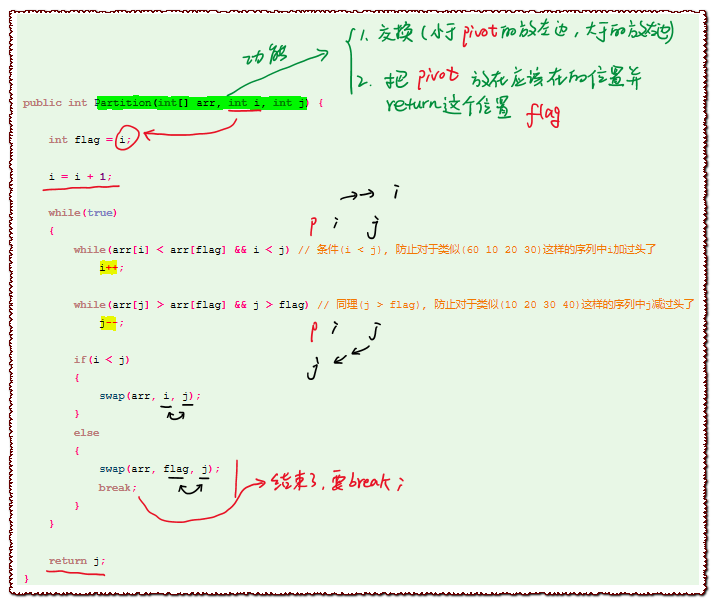 功能
1. 交换(小于pivot的放左边,大于的放右边)
2. 把pivot放在应该在的位置并
return这个位置 flag
public int Partition(int[] arr, int i, int j) {
int flag = i;
i = i + 1;
i
while(true)
p i j
{
while(arr[i] < arr[flag] && i < j) // 条件(i < j), 防止对于类似(60 10 20 30)这样的序列中i加过头了
i++;
while(arr[j] > arr[flag] && j > flag) // 同理(j > flag), 防止对于类似(10 20 30 40)这样的序列中j减过头了
j--;
p i j
if(i < j)
j
{
swap(arr, i, j);
}
else
{
swap(arr, flag, j);
break;
结束了,要break;
}
}
return j;
}